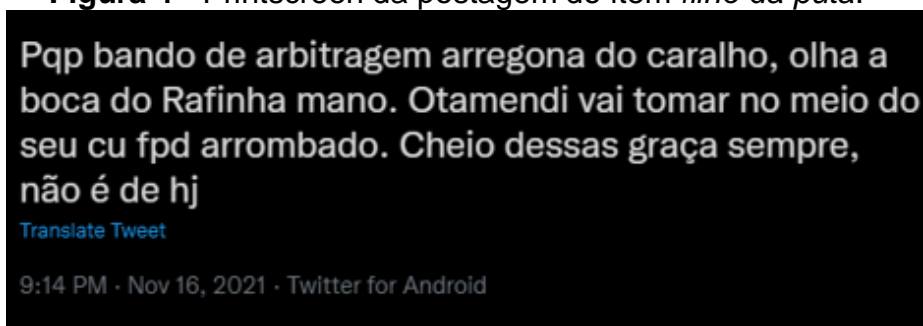 Figura 4 - Printscreen da postagem do item filho da puta.
Pqp bando de arbitragem arregona do caralho, olha a
boca do Rafinha mano. Otamendi vai tomar no meio do
seu cu fpd arrombado. Cheio dessas graça sempre,
não é de hj
Translate Tweet
9:14 PM · Nov 16, 2021 · Twitter for Android